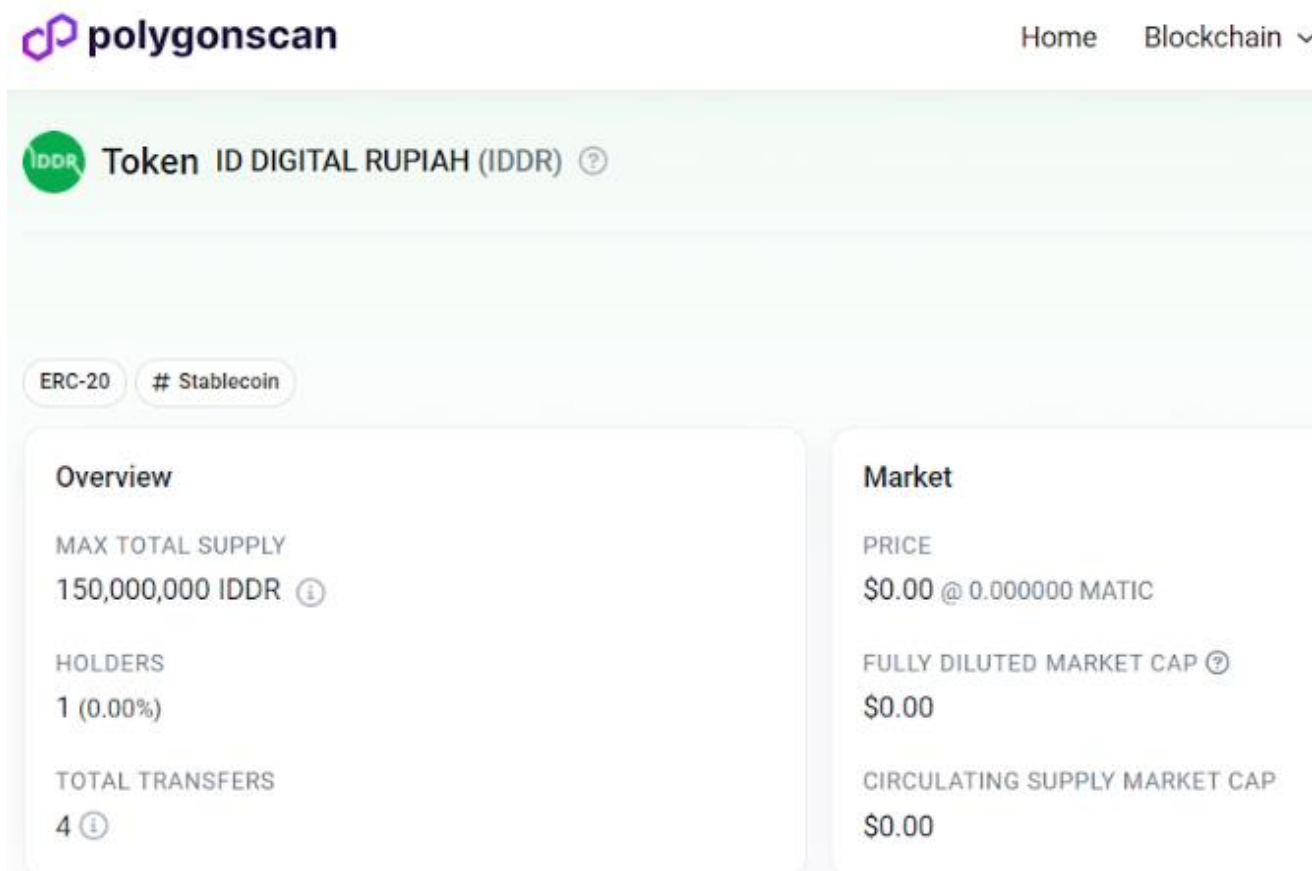 polygonscan
Home Blockchain
IDDR Token ID DIGITAL RUPIAH (IDDR)
ERC-20 # Stablecoin
Overview
MAX TOTAL SUPPLY
150,000,000 IDDR
HOLDERS
1 (0.00%)
TOTAL TRANSFERS
4
Market
PRICE
$0.00 @ 0.000000 MATIC
FULLY DILUTED MARKET CAP
$0.00
CIRCULATING SUPPLY MARKET CAP
$0.00